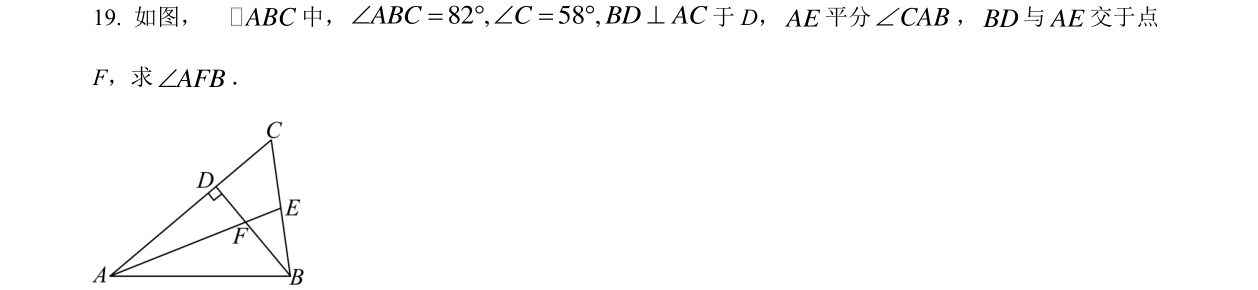 19. 如图， □ABC 中，∠ABC = 82°, ∠C = 58°, BD ⊥ AC 于 D， AE 平分 ∠CAB ， BD 与 AE 交于点
F，求 ∠AFB ．
C
D
E
F
A
B